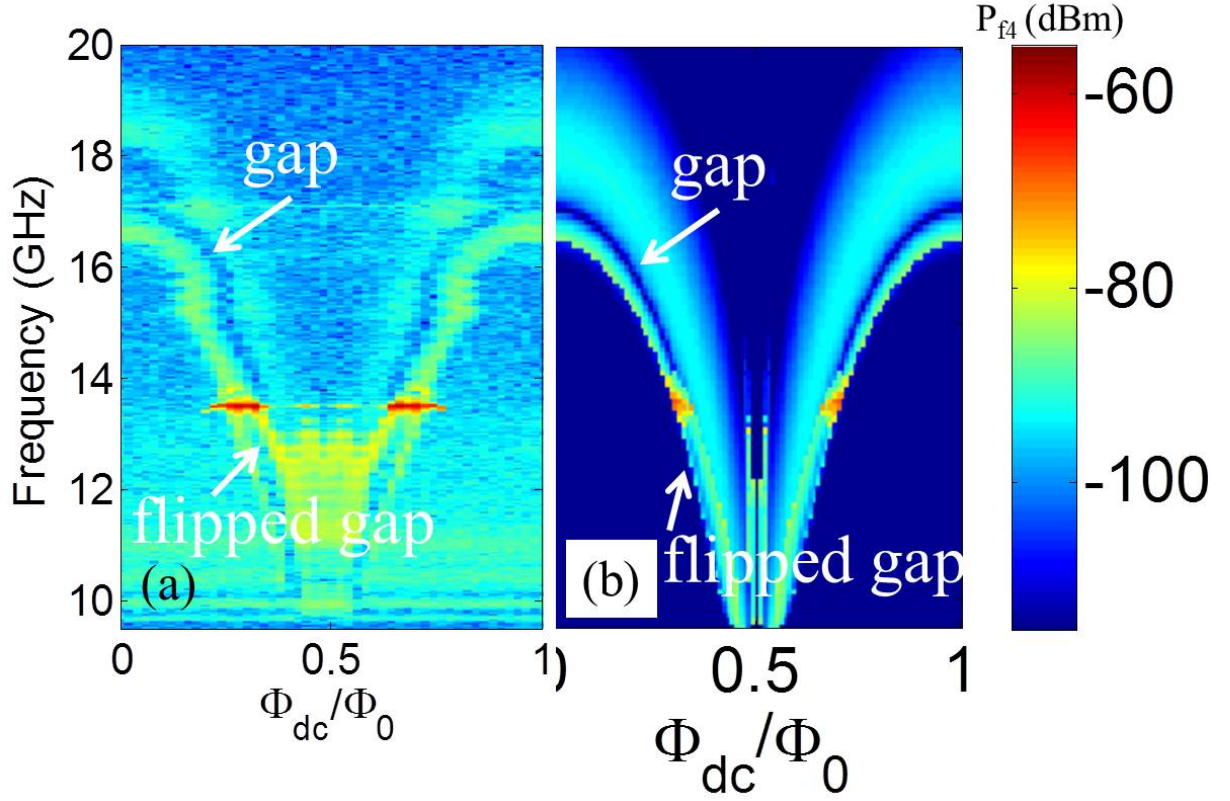 P_f4 (dBm)
20
18
16
14
12
10
Frequency (GHz)
gap
flipped gap
(a)
0
0.5
1
Φ_dc/Φ_0
gap
flipped gap
(b)
0
0.5
1
Φ_dc/Φ_0
-60
-80
-100